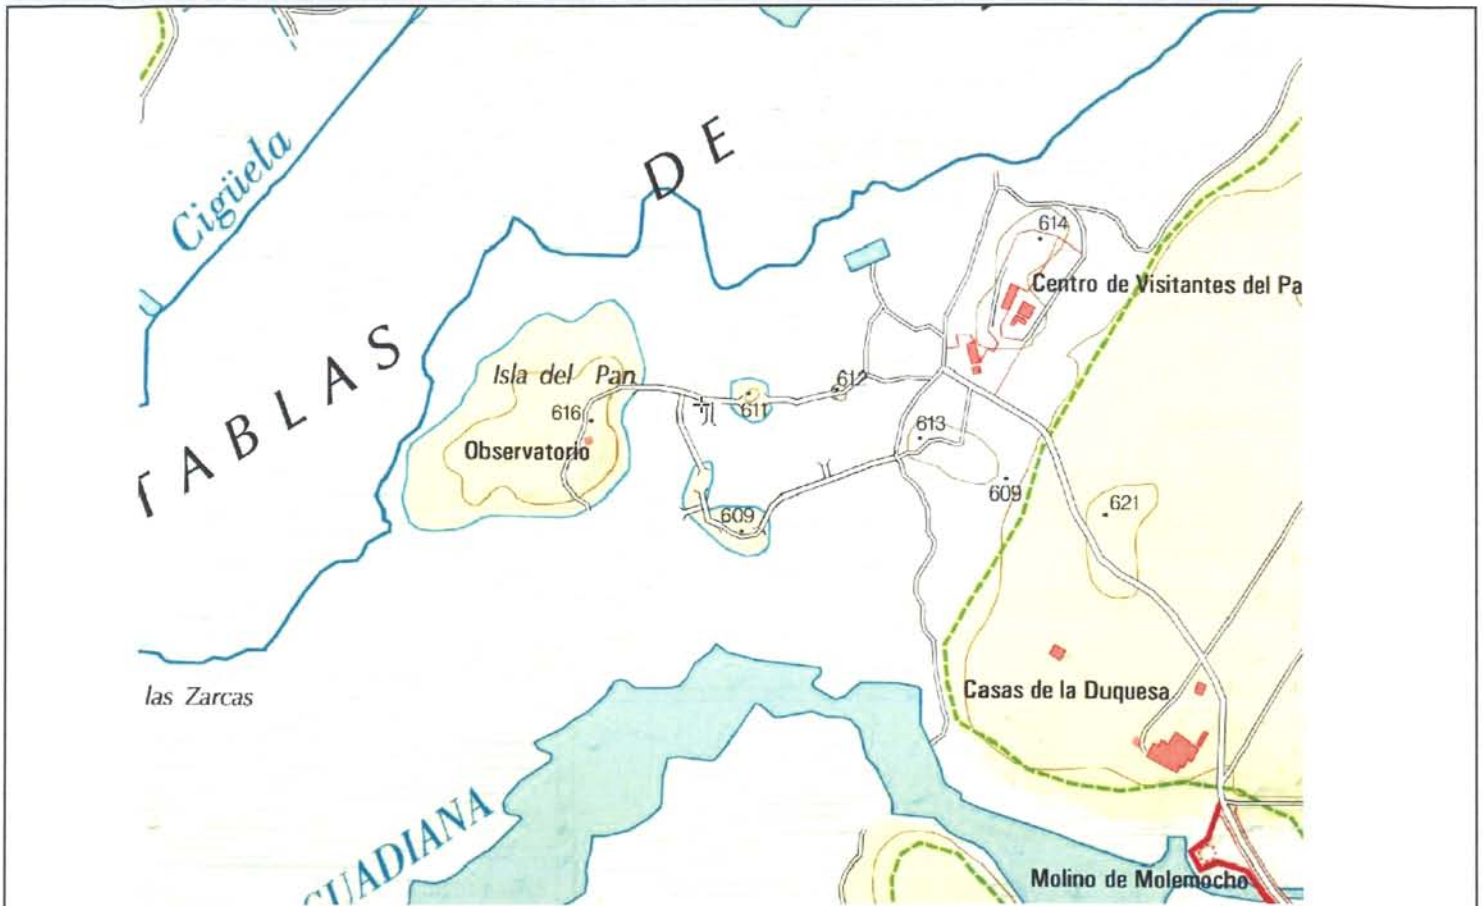 Cigüela
DE
TABLAS
614
Centro de Visitantes del Pa
Isla del Pan
612
611
616
613
Observatorio
609
609
621
las Zarcas
Casas de la Duquesa
GUADIANA
Molino de Molemocho